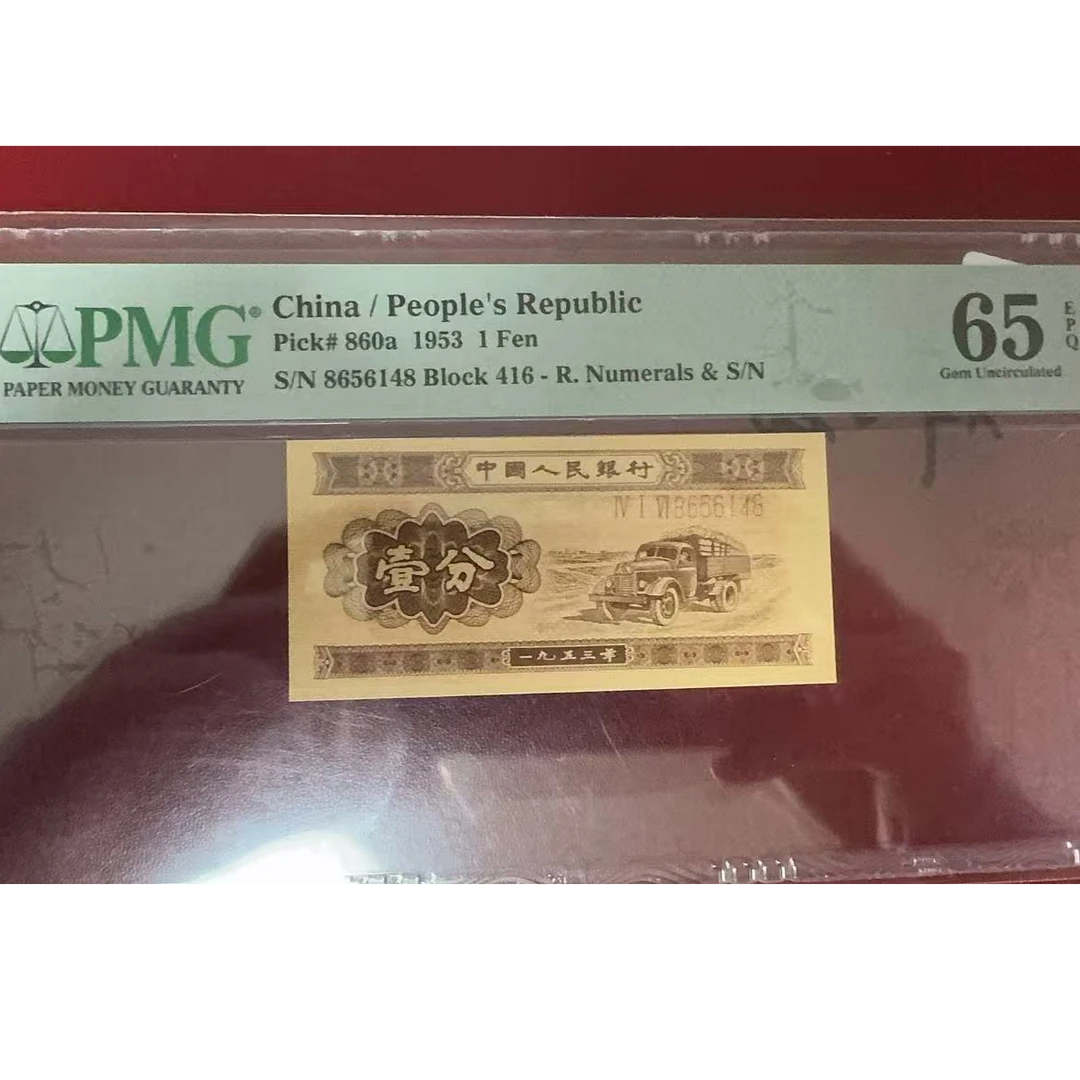 PMG®
PAPER MONEY GUARANTY
China / People's Republic
Pick# 860a 1953 1 Fen
S/N 8656148 Block 416 - R. Numerals & S/N
65
EPQ
Gem Uncirculated
中國人民銀行
IV I VI 8656148
壹分
一九五三年